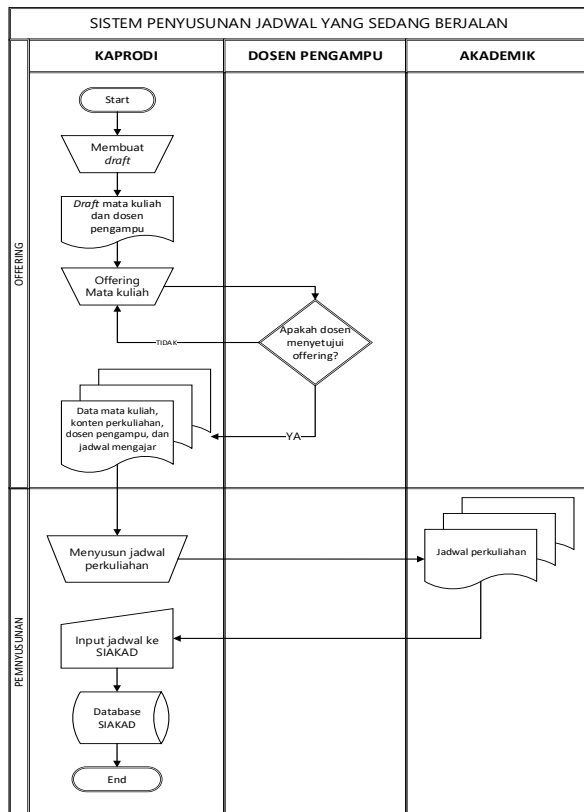 SISTEM PENYUSUNAN JADWAL YANG SEDANG BERJALAN
KAPRODI
DOSEN PENGAMPU
AKADEMIK
OFFERING
Start
Membuat
draft
Draft mata kuliah
dan dosen
pengampu
Offering
Mata kuliah
Apakah dosen
menyetujui
offering?
TIDAK
YA
Data mata kuliah,
konten perkuliahan,
dosen pengampu, dan
jadwal mengajar
PEMNYUSUNAN
Menyusun jadwal
perkuliahan
Jadwal perkuliahan
Input jadwal ke
SIAKAD
Database
SIAKAD
End